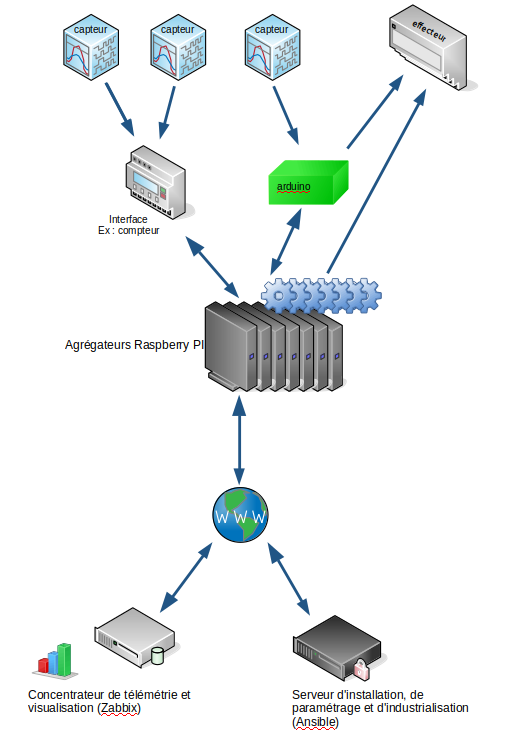 capteur
capteur
capteur
effecteur
arduino
Interface
Ex : compteur
Agrégateurs Raspberry PI
WWW
Concentrateur de télémétrie et
visualisation (Zabbix)
Serveur d'installation, de
paramétrage et d'industrialisation
(Ansible)